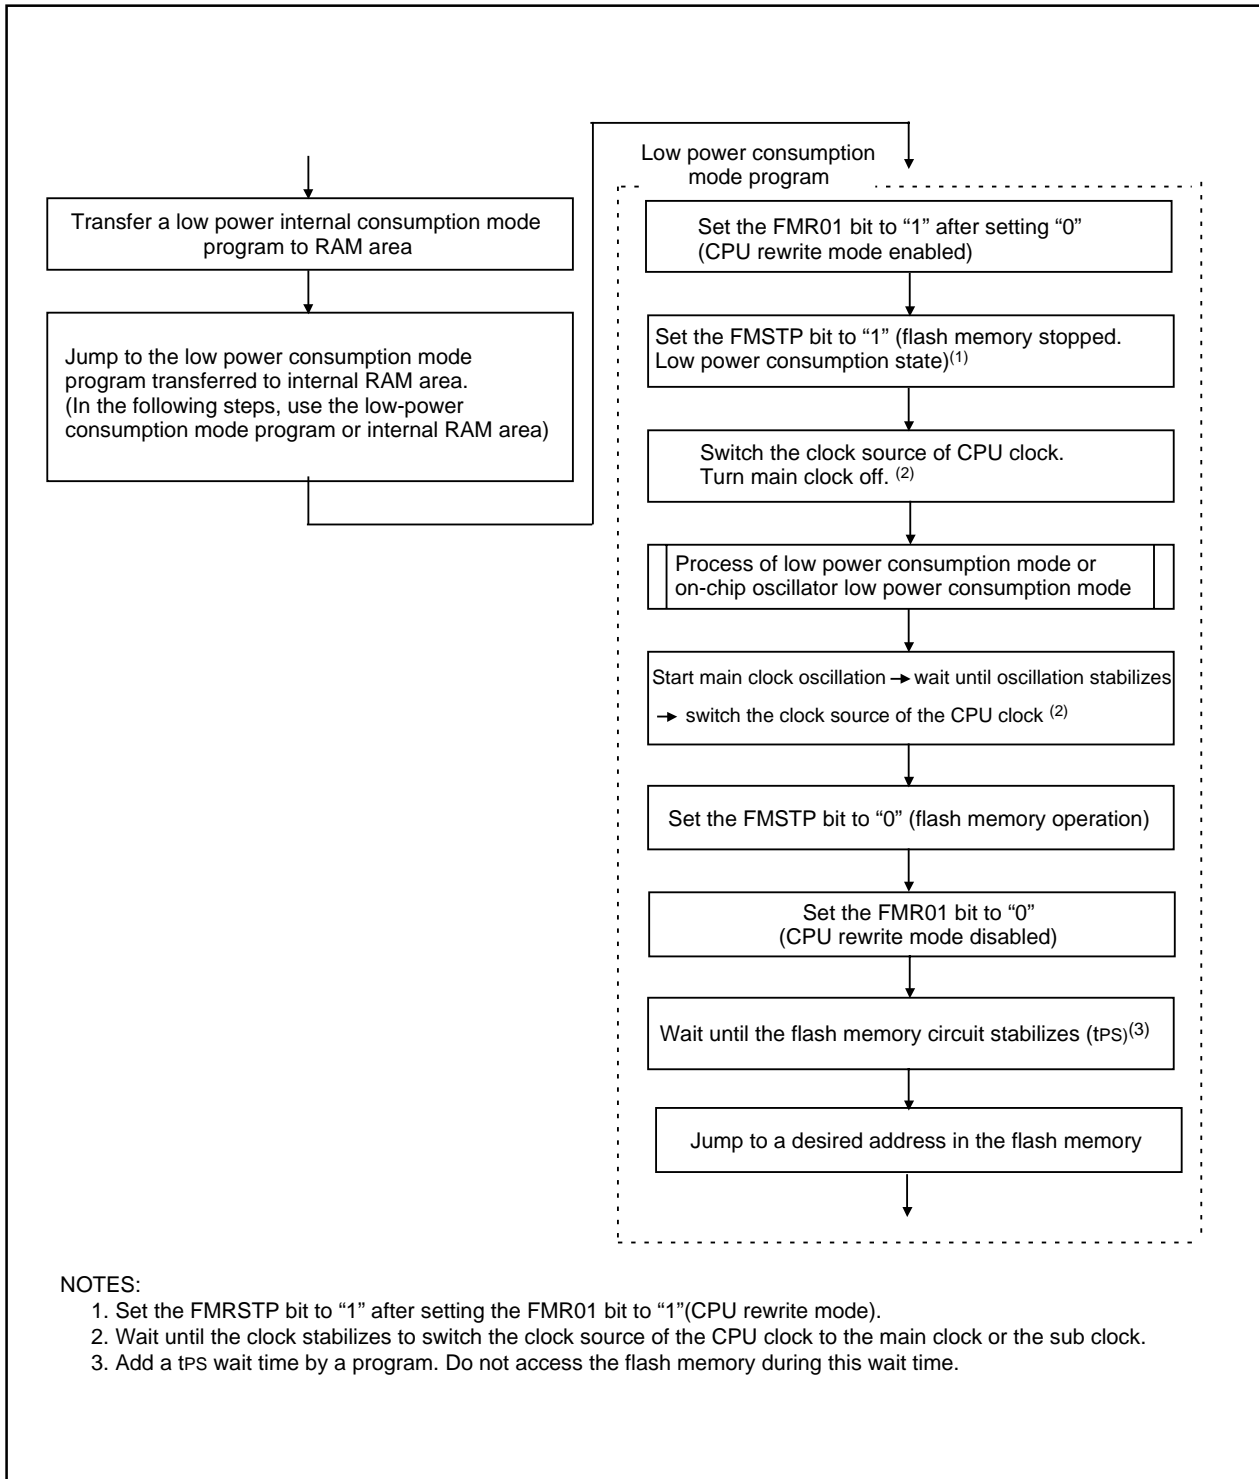 Transfer a low power internal consumption mode
program to RAM area
Jump to the low power consumption mode
program transferred to internal RAM area.
(In the following steps, use the low-power
consumption mode program or internal RAM area)
Low power consumption
mode program
Set the FMR01 bit to “1” after setting “0”
(CPU rewrite mode enabled)
Set the FMSTP bit to “1” (flash memory stopped.
Low power consumption state)(1)
Switch the clock source of CPU clock.
Turn main clock off. (2)
Process of low power consumption mode or
on-chip oscillator low power consumption mode
Start main clock oscillation → wait until oscillation stabilizes
→ switch the clock source of the CPU clock (2)
Set the FMSTP bit to “0” (flash memory operation)
Set the FMR01 bit to “0”
(CPU rewrite mode disabled)
Wait until the flash memory circuit stabilizes (tPS)(3)
Jump to a desired address in the flash memory
NOTES:
1. Set the FMRSTP bit to “1” after setting the FMR01 bit to “1”(CPU rewrite mode).
2. Wait until the clock stabilizes to switch the clock source of the CPU clock to the main clock or the sub clock.
3. Add a tPS wait time by a program. Do not access the flash memory during this wait time.